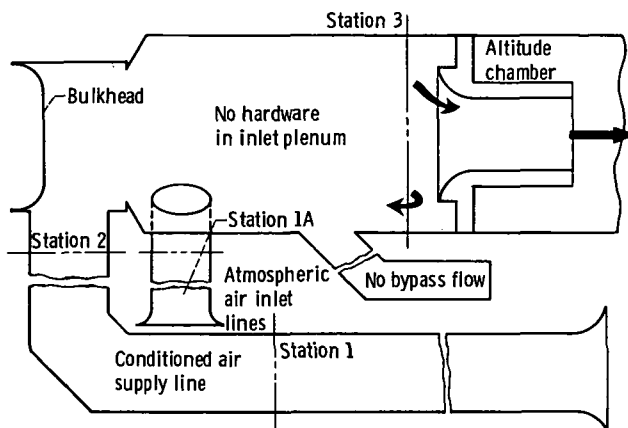 Station 3
Altitude
chamber
Bulkhead
No hardware
in inlet plenum
Station 1A
Station 2
Atmospheric
air inlet
lines
No bypass flow
Station 1
Conditioned air
supply line